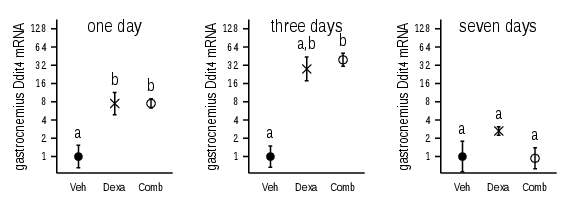 one day
gastrocnemius Ddit4 mRNA
128
64
32
16
8
4
2
1
a
b
b
Veh Dexa Comb
three days
gastrocnemius Ddit4 mRNA
128
64
32
16
8
4
2
1
a
a,b
b
Veh Dexa Comb
seven days
gastrocnemius Ddit4 mRNA
128
64
32
16
8
4
2
1
a
a
a
Veh Dexa Comb